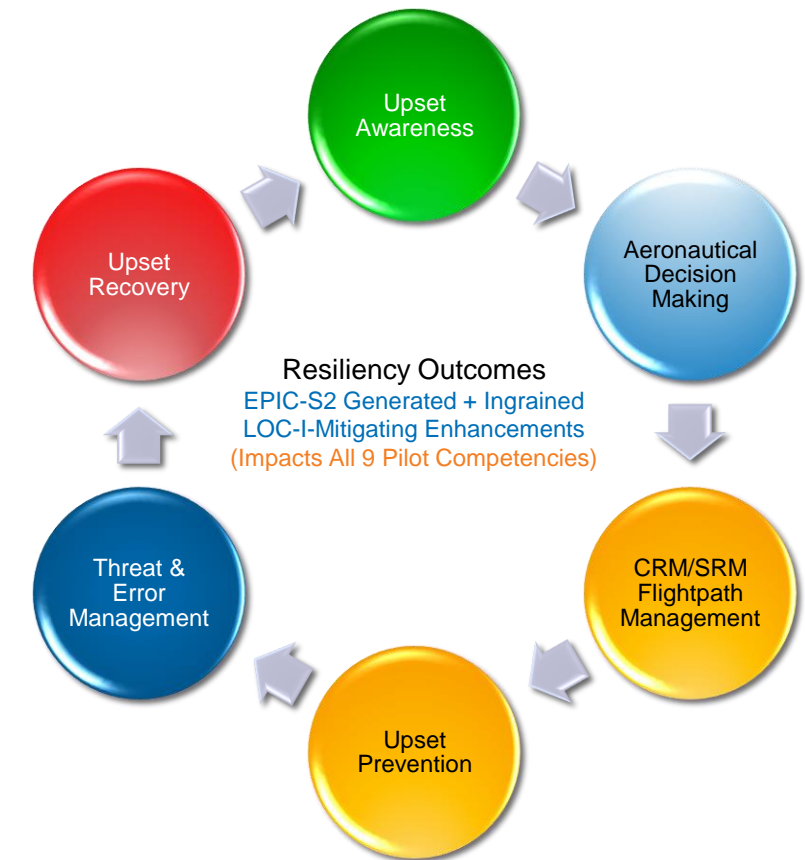 Upset
Awareness
Aeronautical
Decision
Making
CRM/SRM
Flightpath
Management
Upset
Prevention
Threat &
Error
Management
Upset
Recovery
Resiliency Outcomes
EPIC-S2 Generated + Ingrained
LOC-I-Mitigating Enhancements
(Impacts All 9 Pilot Competencies)